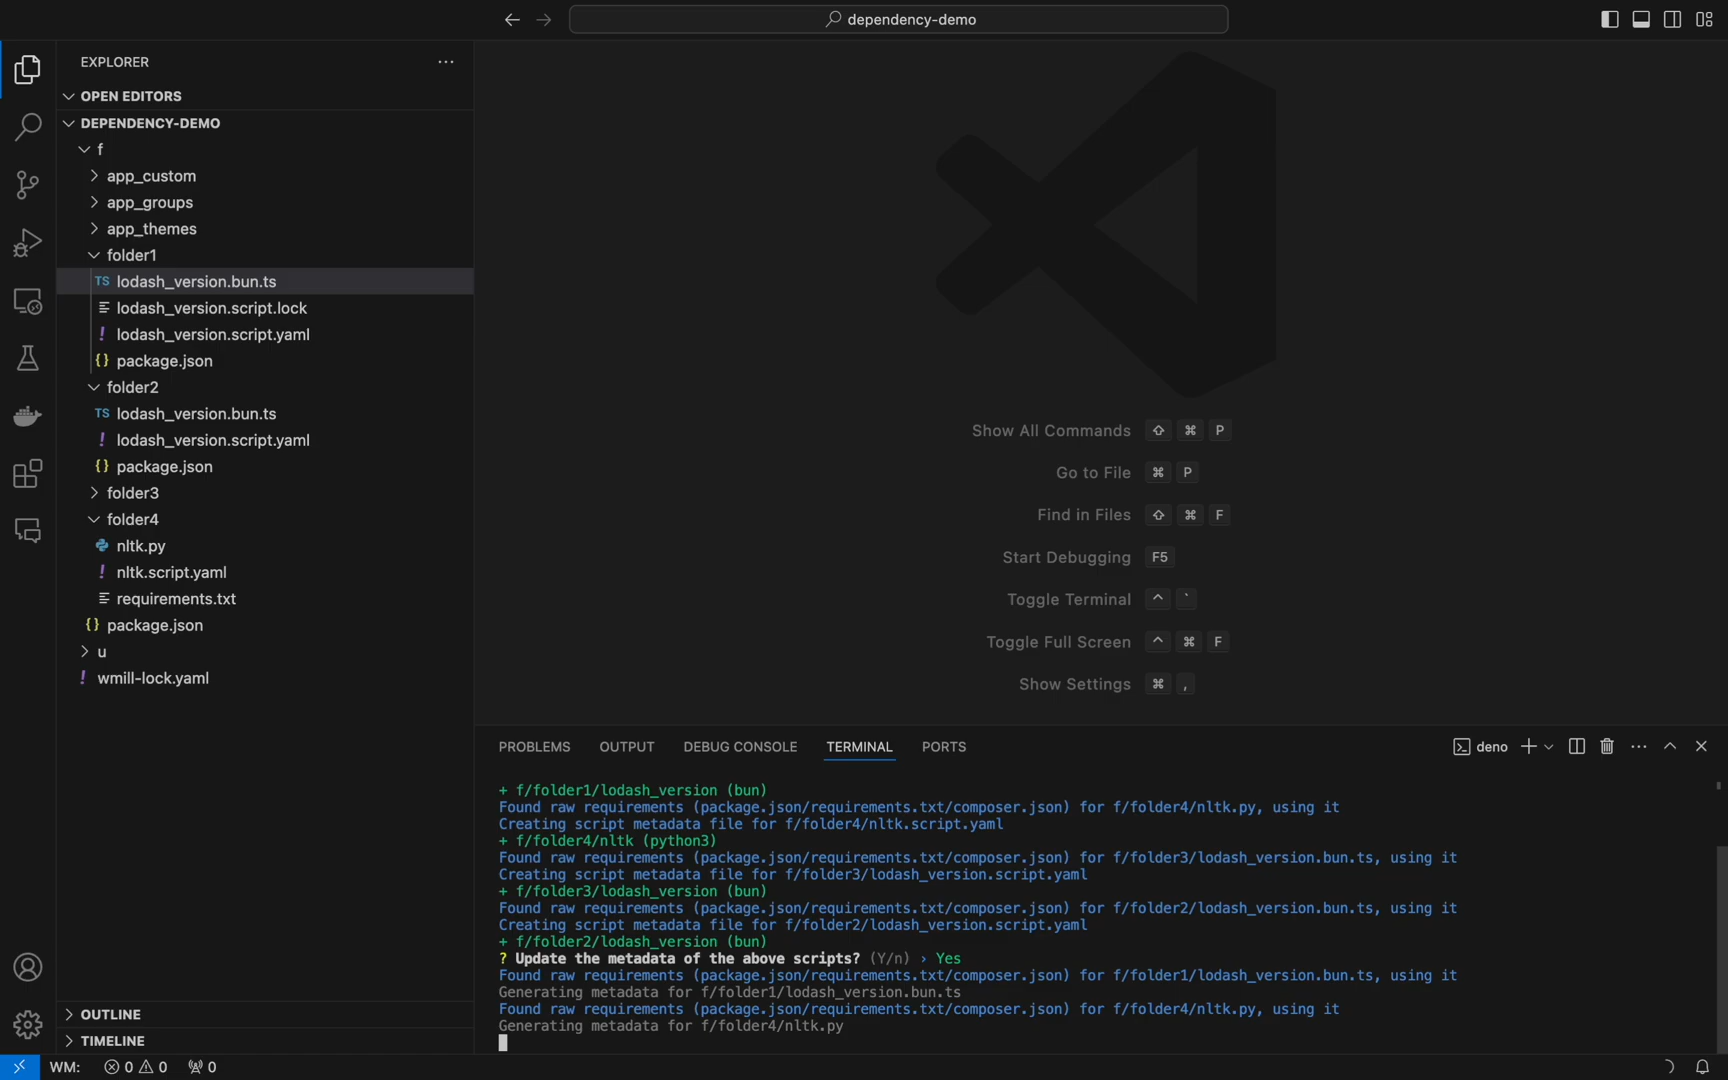 dependency-demo
EXPLORER
OPEN EDITORS
DEPENDENCY-DEMO
f
app_custom
app_groups
app_themes
folder1
TS lodash_version.bun.ts
lodash_version.script.lock
! lodash_version.script.yaml
{} package.json
folder2
TS lodash_version.bun.ts
! lodash_version.script.yaml
{} package.json
folder3
folder4
nltk.py
! nltk.script.yaml
requirements.txt
{} package.json
u
! wmill-lock.yaml
OUTLINE
TIMELINE
Show All Commands ⇧ ⌘ P
Go to File ⌘ P
Find in Files ⇧ ⌘ F
Start Debugging F5
Toggle Terminal ^ `
Toggle Full Screen ^ ⌘ F
Show Settings ⌘ ,
PROBLEMS OUTPUT DEBUG CONSOLE TERMINAL PORTS deno
+ f/folder1/lodash_version (bun)
Found raw requirements (package.json/requirements.txt/composer.json) for f/folder4/nltk.py, using it
Creating script metadata file for f/folder4/nltk.script.yaml
+ f/folder4/nltk (python3)
Found raw requirements (package.json/requirements.txt/composer.json) for f/folder3/lodash_version.bun.ts, using it
Creating script metadata file for f/folder3/lodash_version.script.yaml
+ f/folder3/lodash_version (bun)
Found raw requirements (package.json/requirements.txt/composer.json) for f/folder2/lodash_version.bun.ts, using it
Creating script metadata file for f/folder2/lodash_version.script.yaml
+ f/folder2/lodash_version (bun)
? Update the metadata of the above scripts? (Y/n) › Yes
Found raw requirements (package.json/requirements.txt/composer.json) for f/folder1/lodash_version.bun.ts, using it
Generating metadata for f/folder1/lodash_version.bun.ts
Found raw requirements (package.json/requirements.txt/composer.json) for f/folder4/nltk.py, using it
Generating metadata for f/folder4/nltk.py
WM: 0 0 0